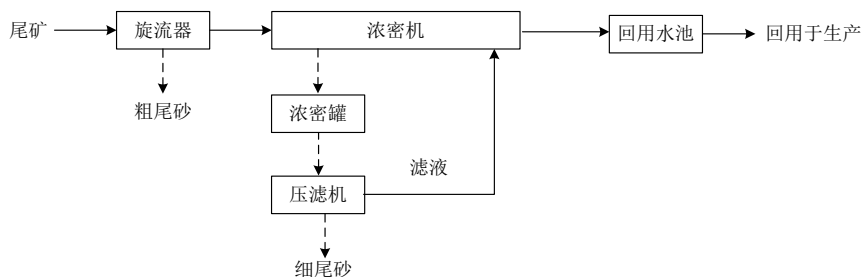 尾矿
旋流器
浓密机
回用水池
回用于生产
粗尾砂
浓密罐
滤液
压滤机
细尾砂